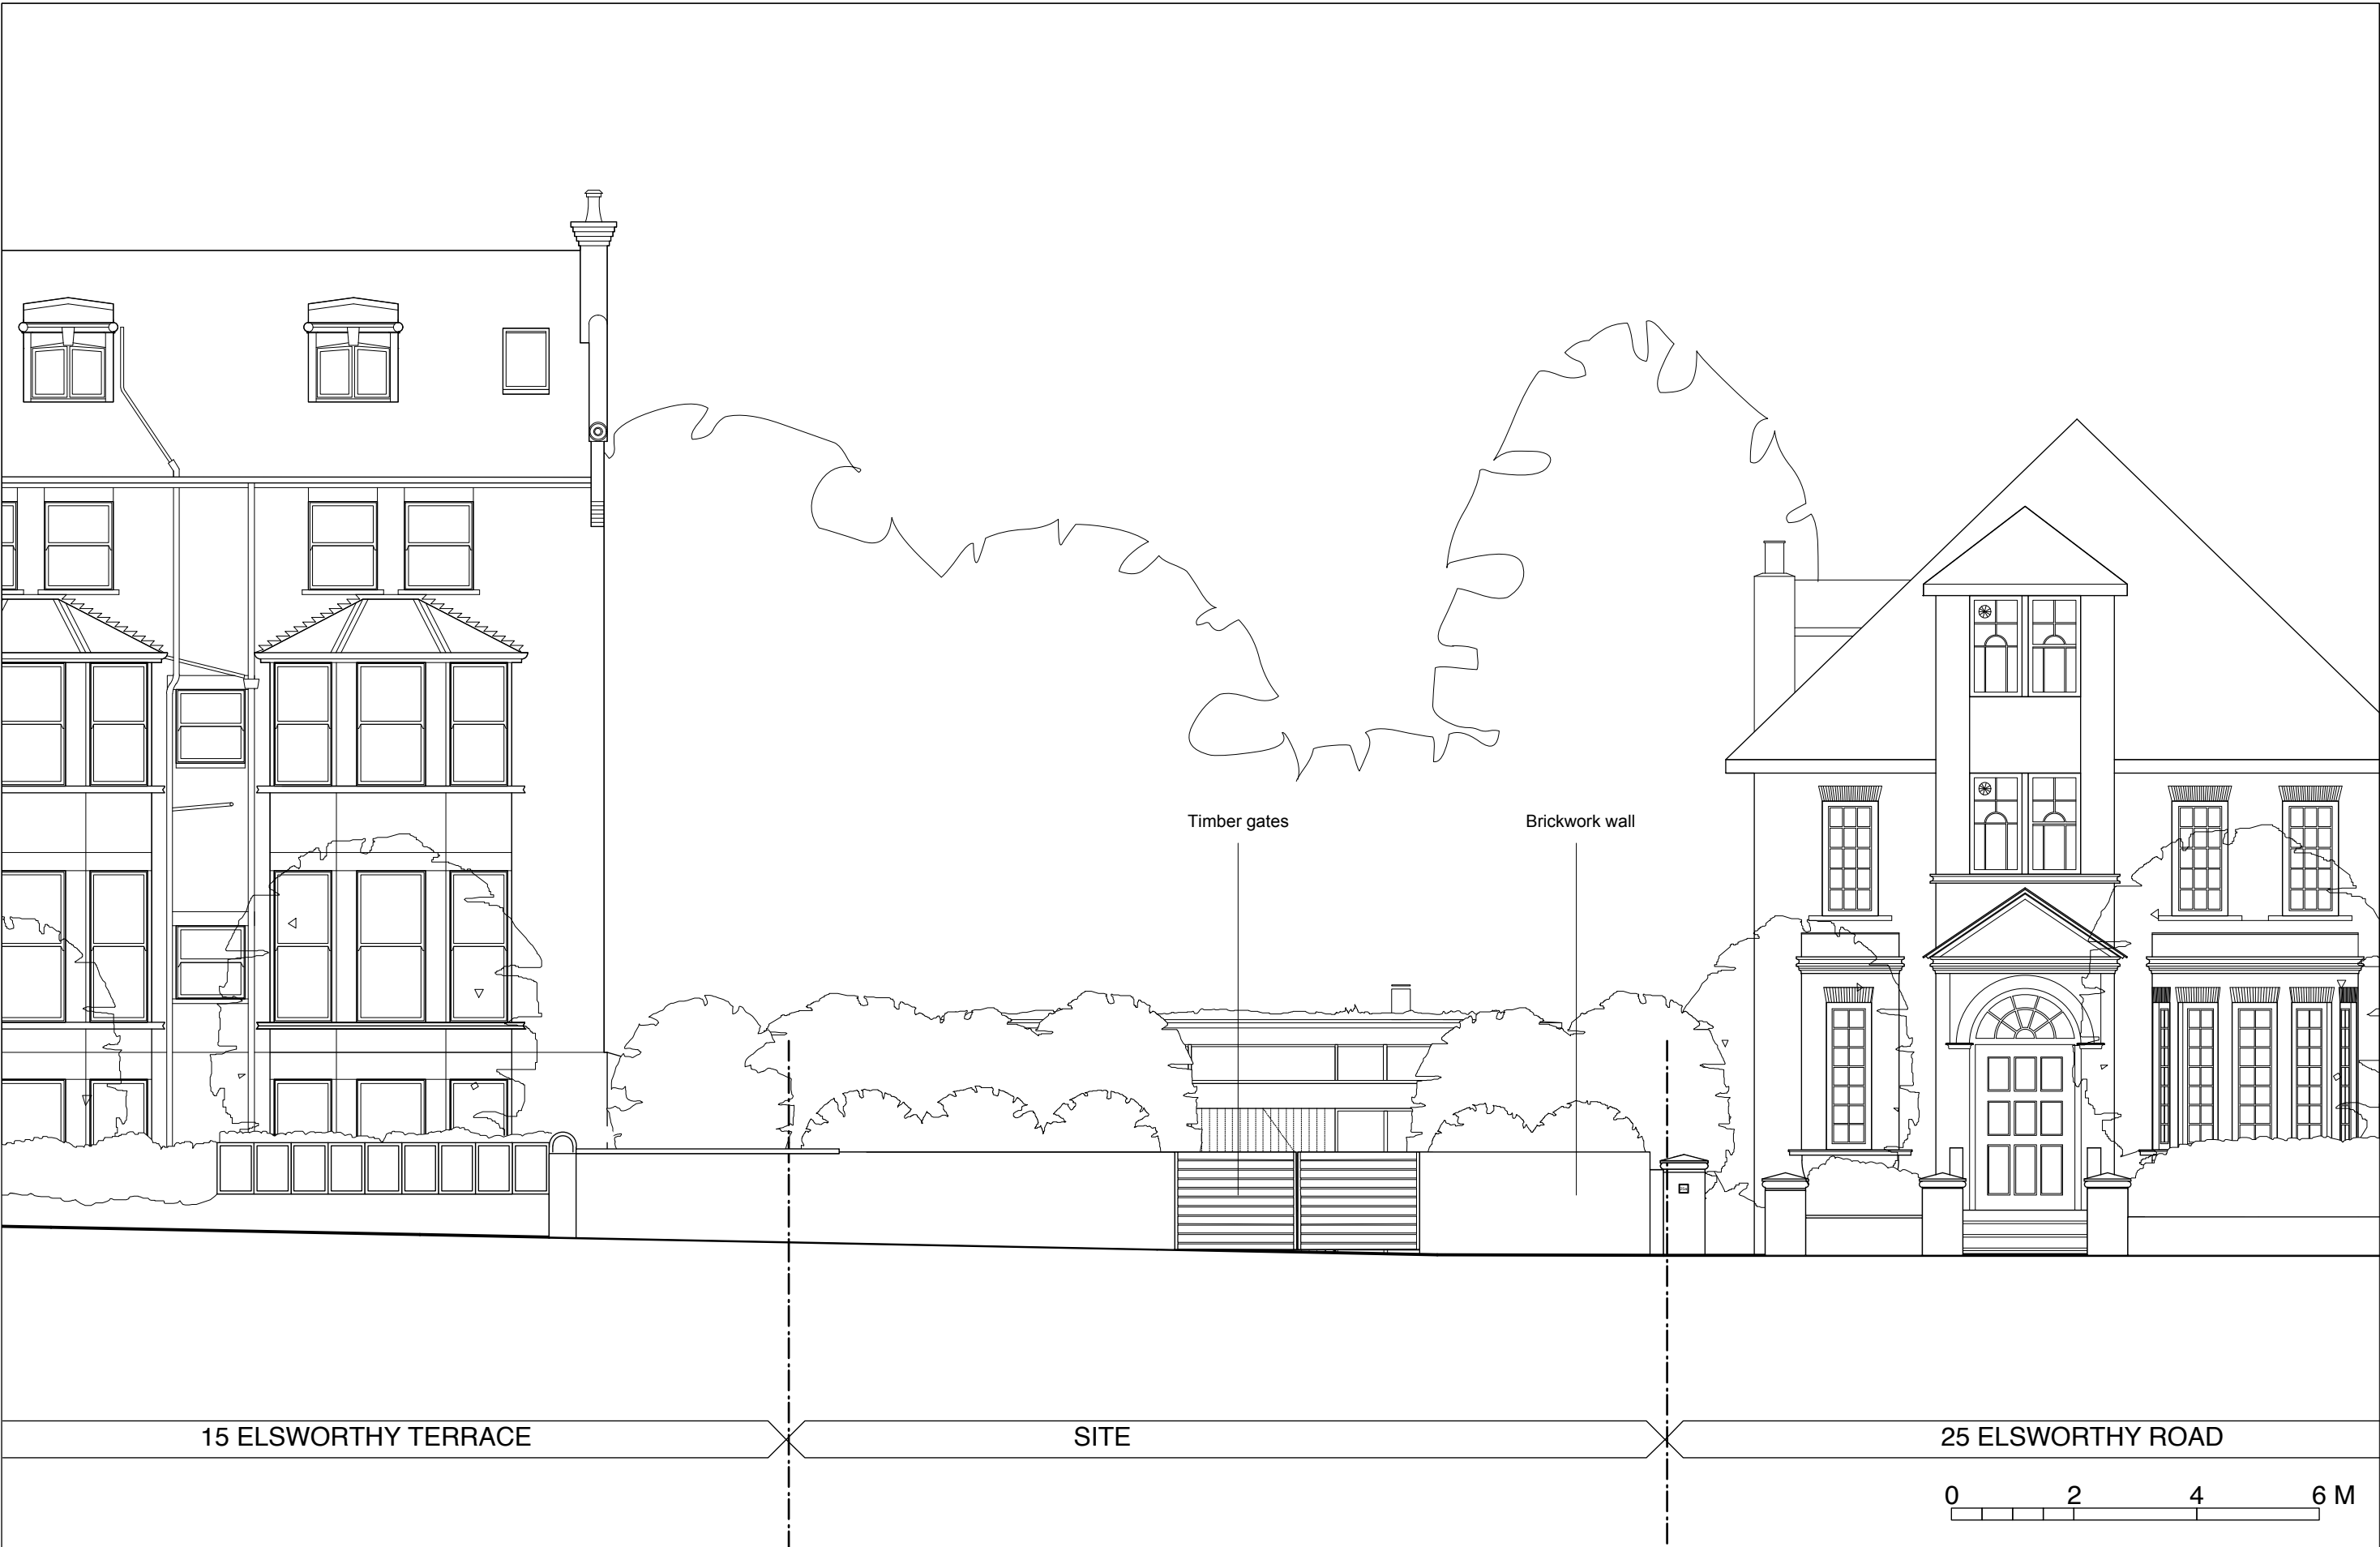 Timber gates
Brickwork wall
15 ELSWORTHY TERRACE
SITE
25 ELSWORTHY ROAD
0 2 4 6 M